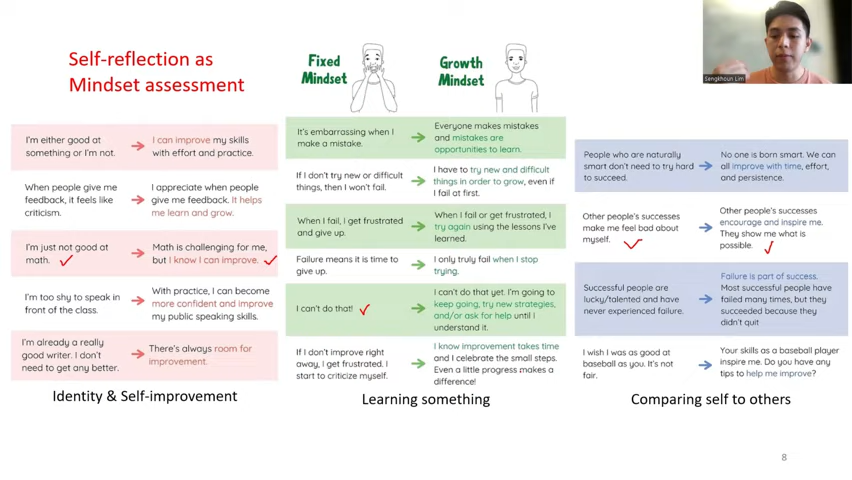 Self-reflection as
Mindset assessment
Fixed
Mindset
Growth
Mindset
Sengkhoun Lim
I'm either good at
something or I'm not.
I can improve my skills
with effort and practice.
When people give me
feedback, it feels like
criticism.
I appreciate when people
give me feedback. It helps
me learn and grow.
I'm just not good at
math.
Math is challenging for me,
but I know I can improve.
I'm too shy to speak in
front of the class.
With practice, I can become
more confident and improve
my public speaking skills.
I'm already a really
good writer. I don't
need to get any better.
There's always room for
improvement.
Identity & Self-improvement
It's embarrassing when I
make a mistake.
Everyone makes mistakes
and mistakes are
opportunities to learn.
If I don't try new or difficult
things, then I won't fail.
I have to try new and difficult
things in order to grow, even if
I fail at first.
When I fail, I get frustrated
and give up.
When I fail or get frustrated, I
try again using the lessons I've
learned.
Failure means it is time to
give up.
I only truly fail when I stop
trying.
I can't do that!
I can't do that yet. I'm going to
keep going, try new strategies,
and/or ask for help until I
understand it.
If I don't improve right
away, I get frustrated. I
start to criticize myself.
I know improvement takes time
and I celebrate the small steps.
Even a little progress makes a
difference!
Learning something
People who are naturally
smart don't need to try hard
to succeed.
No one is born smart. We can
all improve with time, effort,
and persistence.
Other people's successes
make me feel bad about
myself.
Other people's successes
encourage and inspire me.
They show me what is
possible.
Successful people are
lucky/talented and have
never experienced failure.
Failure is part of success.
Most successful people have
failed many times, but they
succeeded because they
didn't quit
I wish I was as good at
baseball as you. It's not
fair.
Your skills as a baseball player
inspire me. Do you have any
tips to help me improve?
Comparing self to others
8